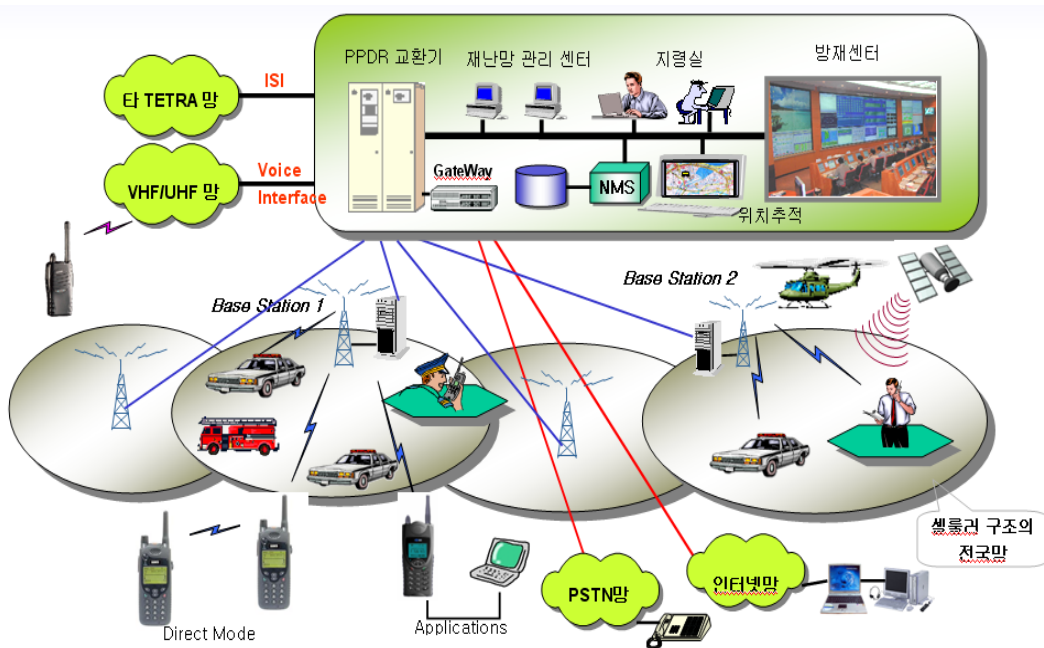 PPDR 교환기
재난망 관리 센터
지령실
방재센터
ISI
타 TETRA 망
GateWay
NMS
위치추적
Voice
Interface
VHF/UHF 망
Base Station 1
Base Station 2
셀룰러 구조의
전국망
PSTN망
인터넷망
Direct Mode
Applications